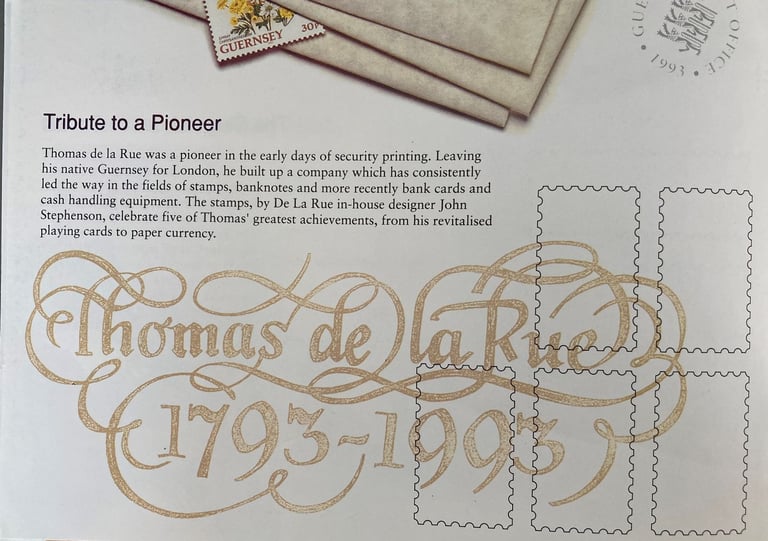 GUERNSEY
30P
GUE
T OFFICE
• 1993 •
Tribute to a Pioneer
Thomas de la Rue was a pioneer in the early days of security printing. Leaving
his native Guernsey for London, he built up a company which has consistently
led the way in the fields of stamps, banknotes and more recently bank cards and
cash handling equipment. The stamps, by De La Rue in-house designer John
Stephenson, celebrate five of Thomas' greatest achievements, from his revitalised
playing cards to paper currency.
Thomas de la Rue
1793-1993